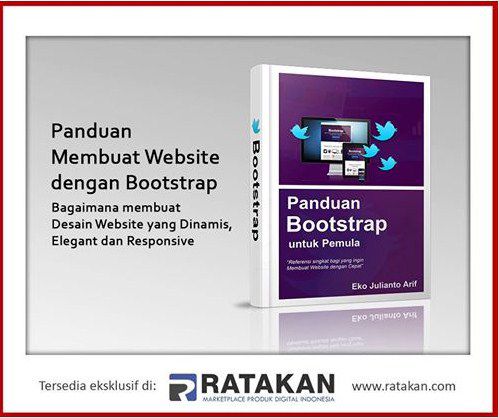 Panduan
Membuat Website
dengan Bootstrap
Bagaimana membuat
Desain Website yang Dinamis,
Elegant dan Responsive
Bootstrap
Bootstrap
Panduan
Bootstrap
untuk Pemula
"Referensi singkat bagi yang ingin
Membuat Website dengan Cepat"
Eko Julianto Arif
Tersedia eksklusif di:
RATAKAN
MARKETPLACE PRODUK DIGITAL INDONESIA
www.ratakan.com